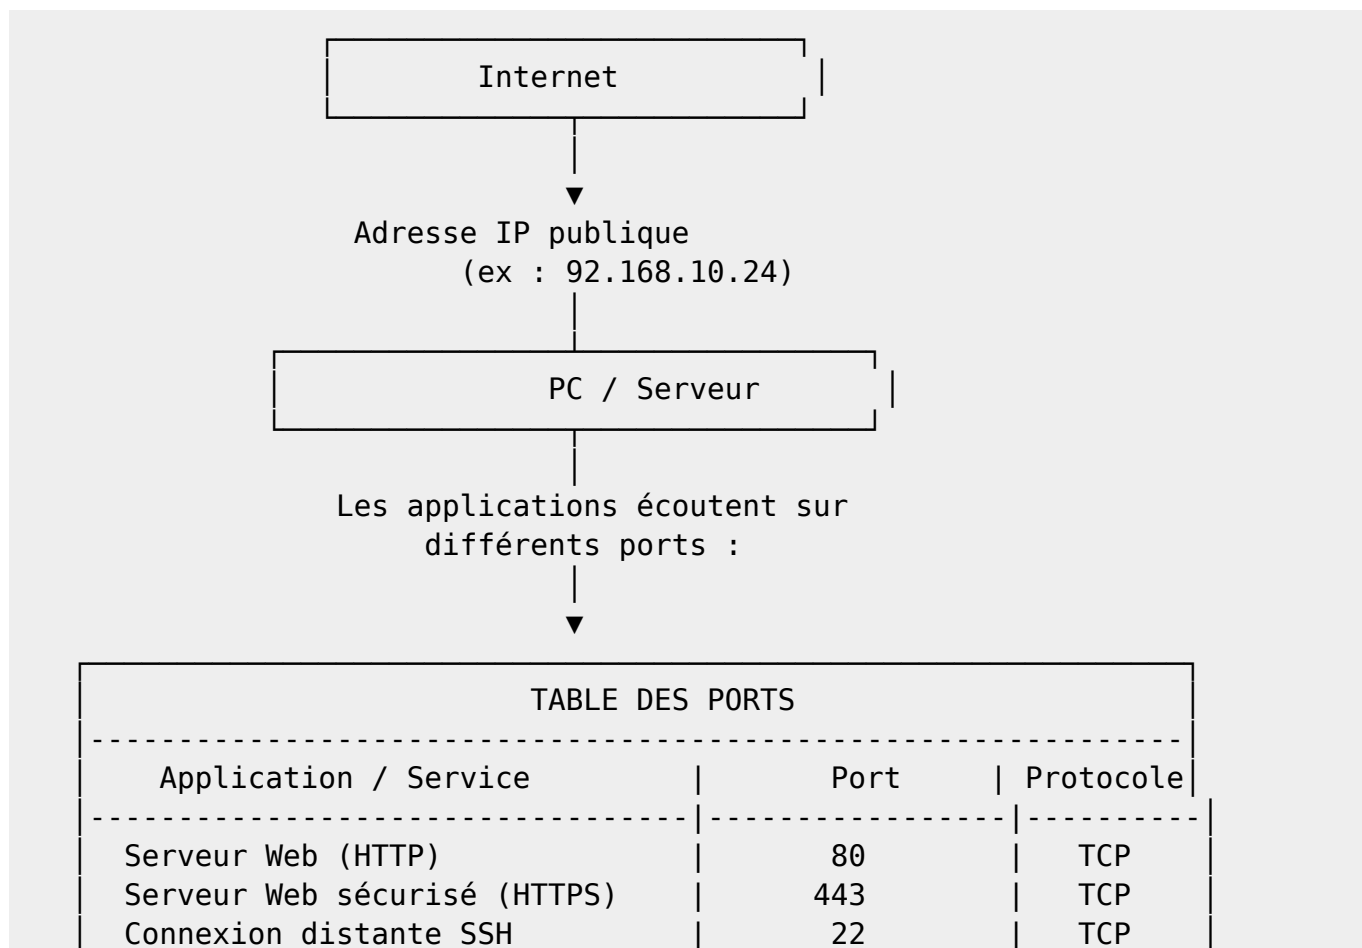 Internet
Adresse IP publique
(ex : 92.168.10.24)
PC / Serveur
Les applications écoutent sur
différents ports :
TABLE DES PORTS
Application / Service | Port | Protocole
Serveur Web (HTTP) | 80 | TCP
Serveur Web sécurisé (HTTPS) | 443 | TCP
Connexion distante SSH | 22 | TCP